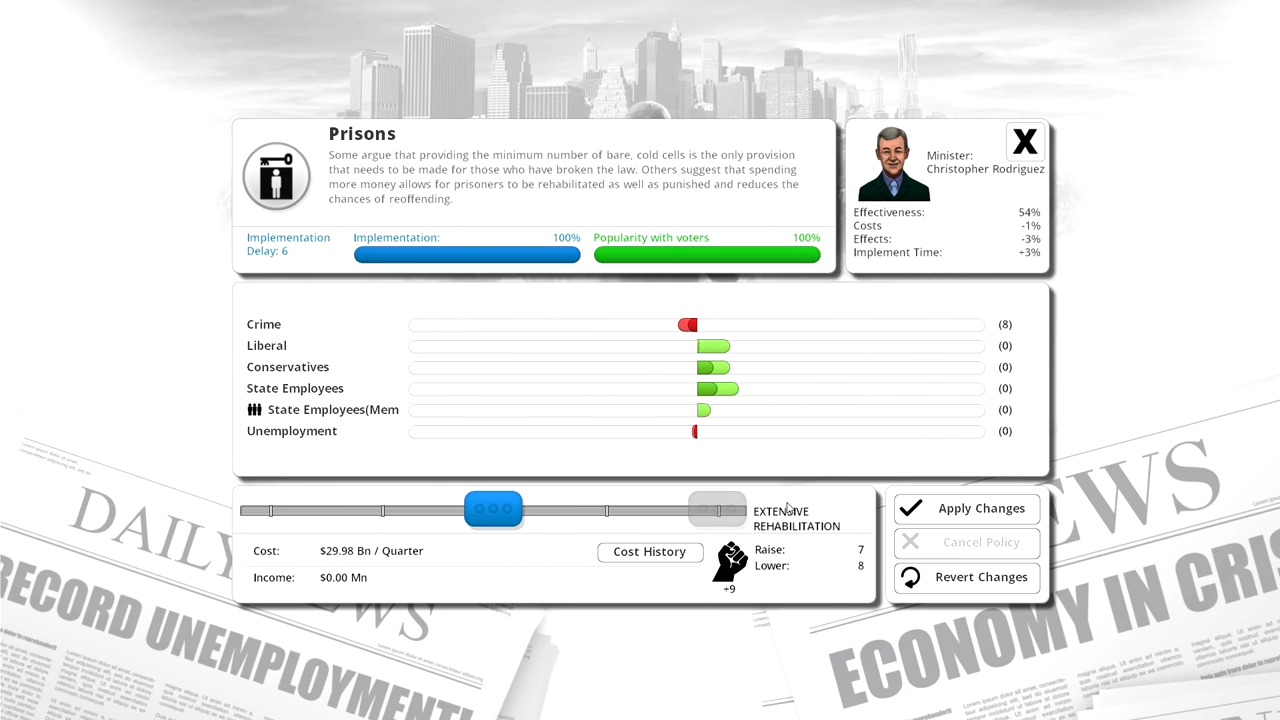 Prisons
Some argue that providing the minimum number of bare, cold cells is the only provision
that needs to be made for those who have broken the law. Others suggest that spending
more money allows for prisoners to be rehabilitated as well as punished and reduces the
chances of reoffending.
Implementation
Delay: 6
Implementation: 100%
Popularity with voters 100%
X
Minister:
Christopher Rodriguez
Effectiveness: 54%
Costs -1%
Effects: -3%
Implement Time: +3%
Crime (8)
Liberal (0)
Conservatives (0)
State Employees (0)
State Employees(Mem (0)
Unemployment (0)
EXTENSIVE
REHABILITATION
Cost: $29.98 Bn / Quarter
Cost History
Income: $0.00 Mn
+9
Raise: 7
Lower: 8
Apply Changes
Cancel Policy
Revert Changes
DAILY NEWS
RECORD UNEMPLOYMENT!
NEWS
ECONOMY IN CRIS